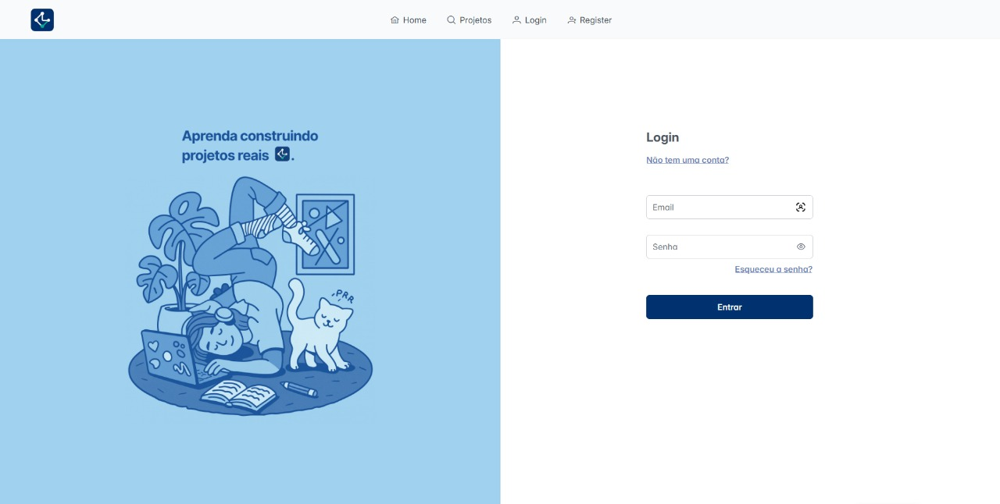 Home
Projetos
Login
Register
Aprenda construindo
projetos reais .
PRR
Login
Não tem uma conta?
Email
Senha
Esqueceu a senha?
Entrar